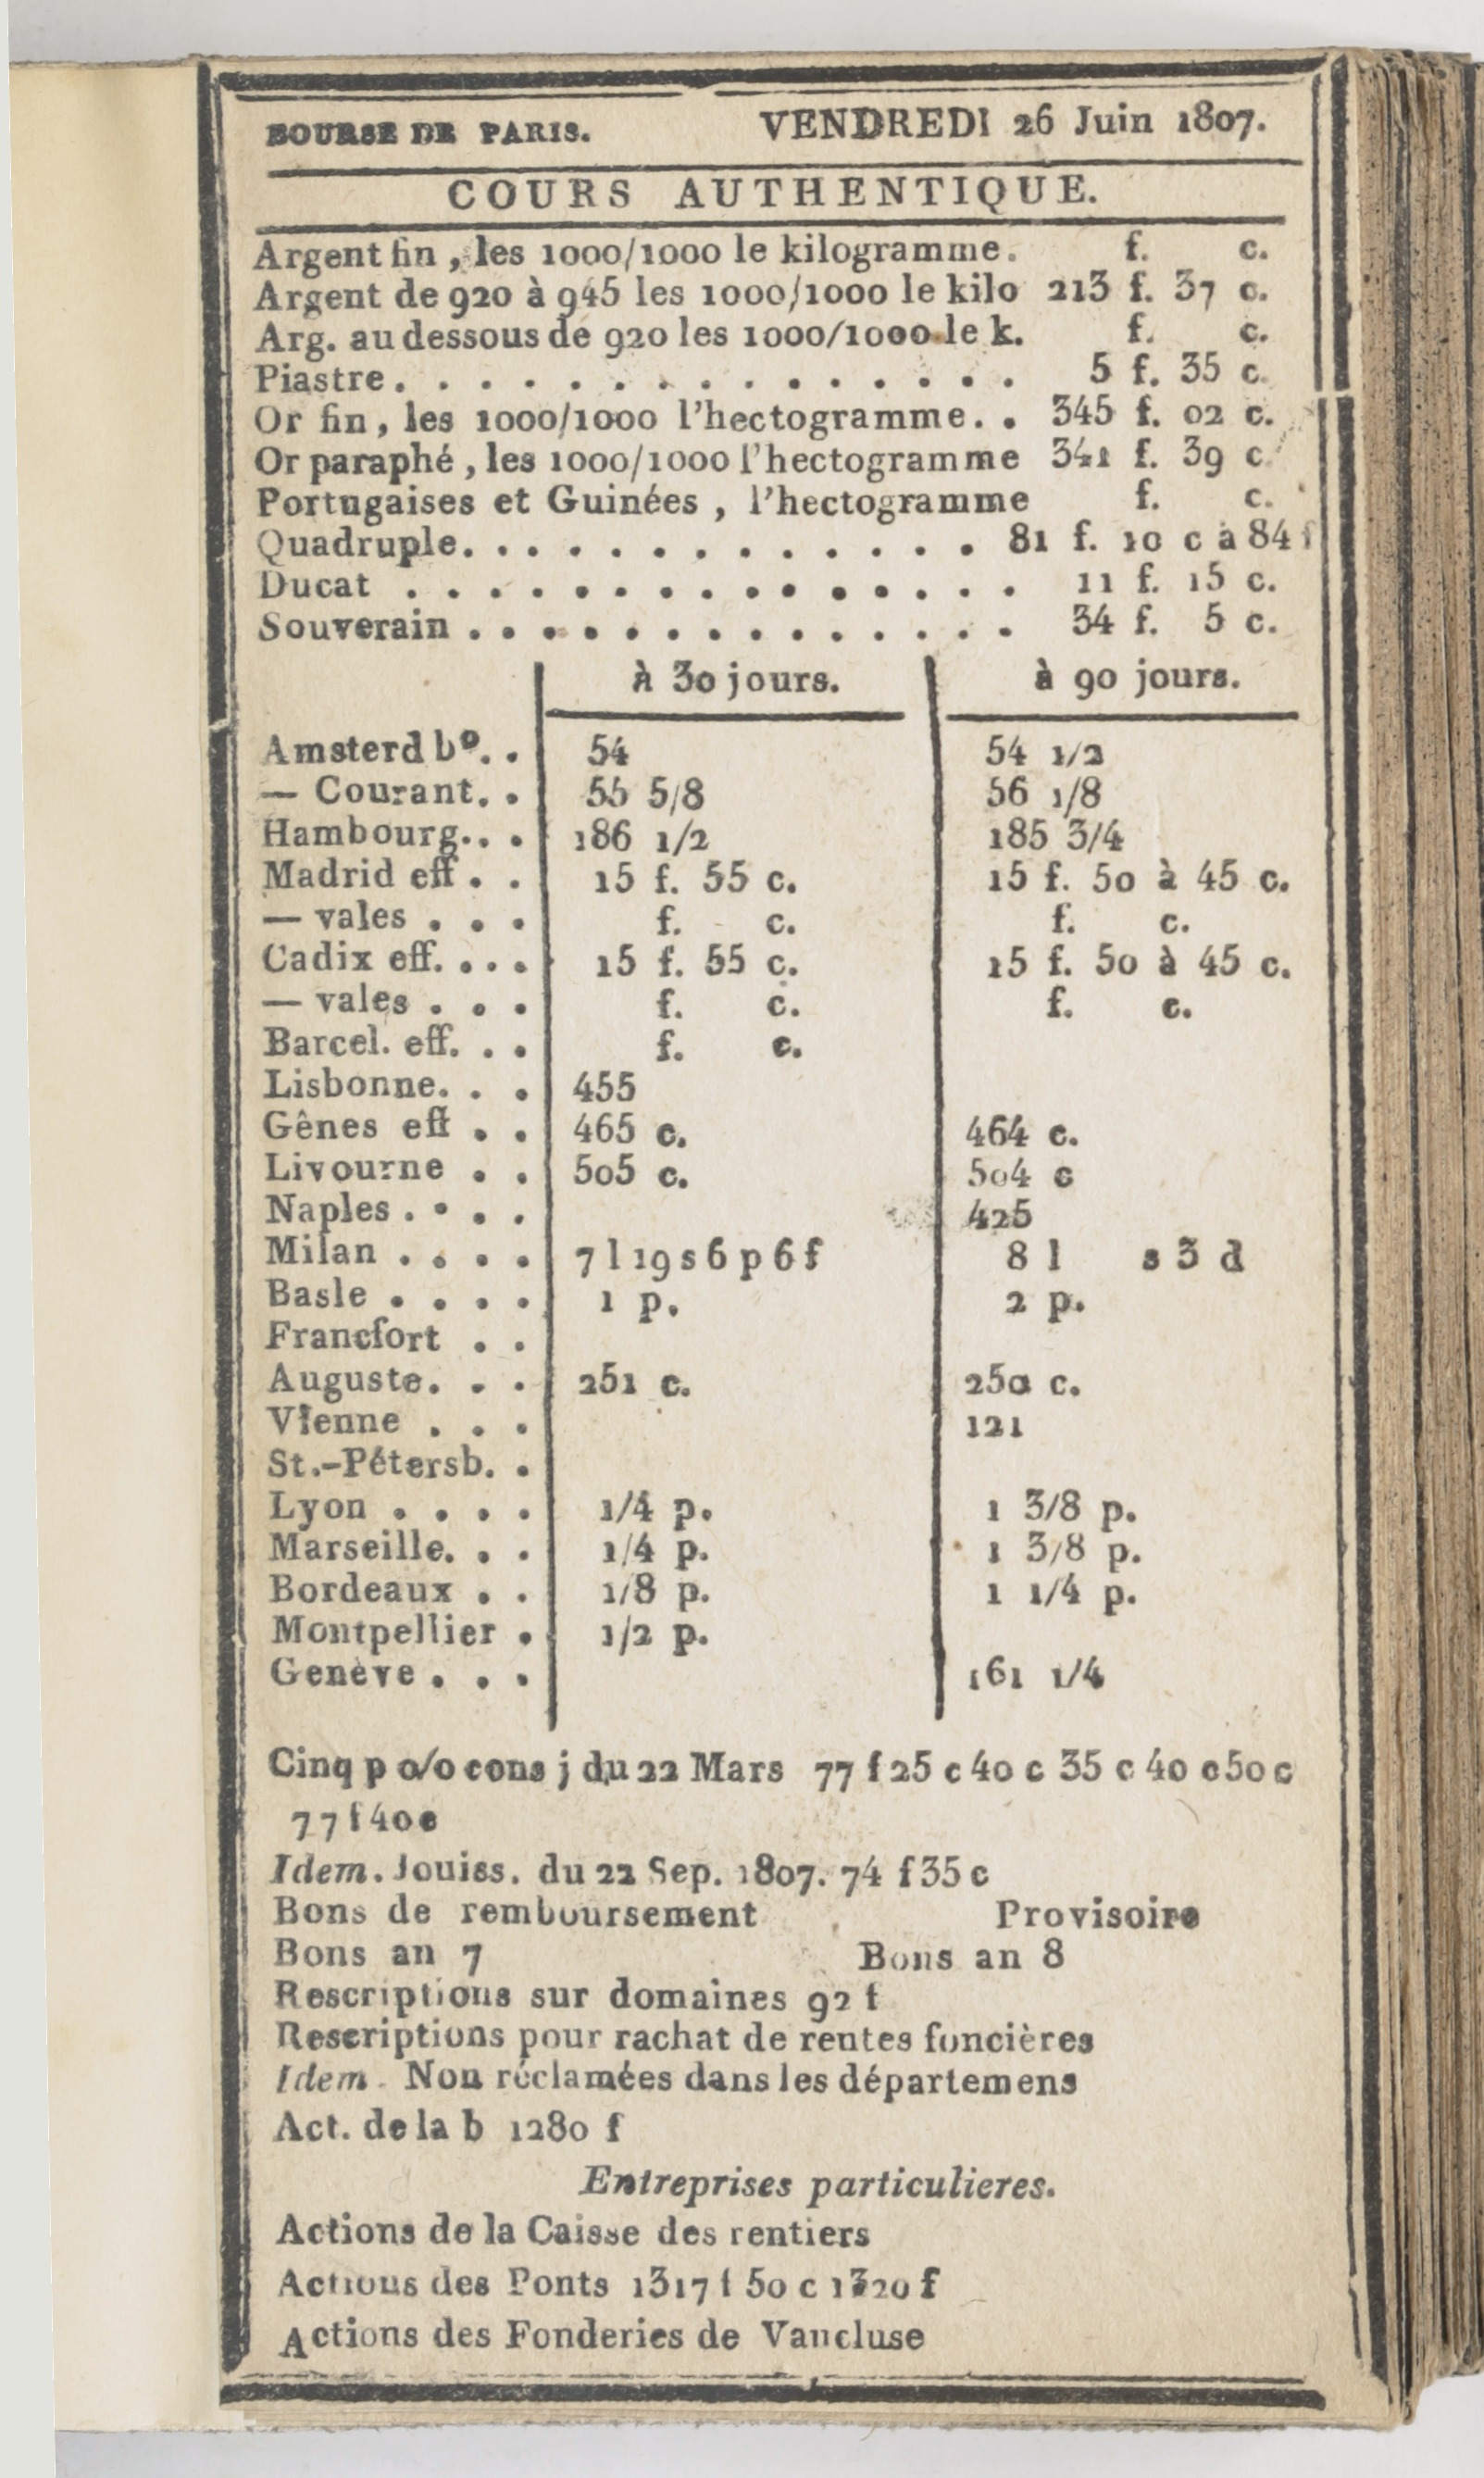 BOURSE DE PARIS. VENDREDI 26 Juin 1807.
COURS AUTHENTIQUE.
Argent fin, les 1000/1000 le kilogramme. f. c.
Argent de 920 à 945 les 1000/1000 le kilo 213 f. 37 c.
Arg. au dessous de 920 les 1000/1000 le k. f. c.
Piastre. . . . . . . . . . . . . . . . 5 f. 35 c.
Or fin, les 1000/1000 l'hectogramme. . 345 f. 02 c.
Or paraphé, les 1000/1000 l'hectogramme 341 f. 39 c.
Portugaises et Guinées, l'hectogramme f. c.
Quadruple. . . . . . . . . . . . . 81 f. 10 c à 84 f
Ducat . . . . . . . . . . . . . . . 11 f. 15 c.
Souverain . . . . . . . . . . . . . . 34 f. 5 c.
à 30 jours. à 90 jours.
Amsterd bº. . 54 54 1/2
— Courant. . 55 5/8 56 1/8
Hambourg. . . 186 1/2 185 3/4
Madrid eff . . 15 f. 55 c. 15 f. 50 à 45 c.
— vales . . . f. c. f. c.
Cadix eff. . . . 15 f. 55 c. 15 f. 50 à 45 c.
— vales . . . f. c. f. c.
Barcel. eff. . . f. c.
Lisbonne. . . 455
Gênes eff . . 465 c. 464 c.
Livourne . . 505 c. 504 c
Naples . . . . 425
Milan . . . . 7 l 19 s 6 p 6 f 8 l s 3 d
Basle . . . . 1 p. 2 p.
Francfort . .
Auguste. . . 251 c. 250 c.
Vienne . . . 121
St.-Pétersb. .
Lyon . . . . 1/4 p. 1 3/8 p.
Marseille. . . 1/4 p. 1 3/8 p.
Bordeaux . . 1/8 p. 1 1/4 p.
Montpellier . 1/2 p.
Genève . . . 161 1/4
Cinq p 0/0 cons j du 22 Mars 77 f 25 c 40 c 35 c 40 c 50 c
77 f 40 c
Idem. Jouiss. du 22 Sep. 1807. 74 f 35 c
Bons de remboursement Provisoire
Bons an 7 Bons an 8
Rescriptions sur domaines 92 f
Rescriptions pour rachat de rentes foncières
Idem. Non réclamées dans les départemens
Act. de la b 1280 f
Entreprises particulieres.
Actions de la Caisse des rentiers
Actions des Ponts 1317 f 50 c 1320 f
Actions des Fonderies de Vaucluse